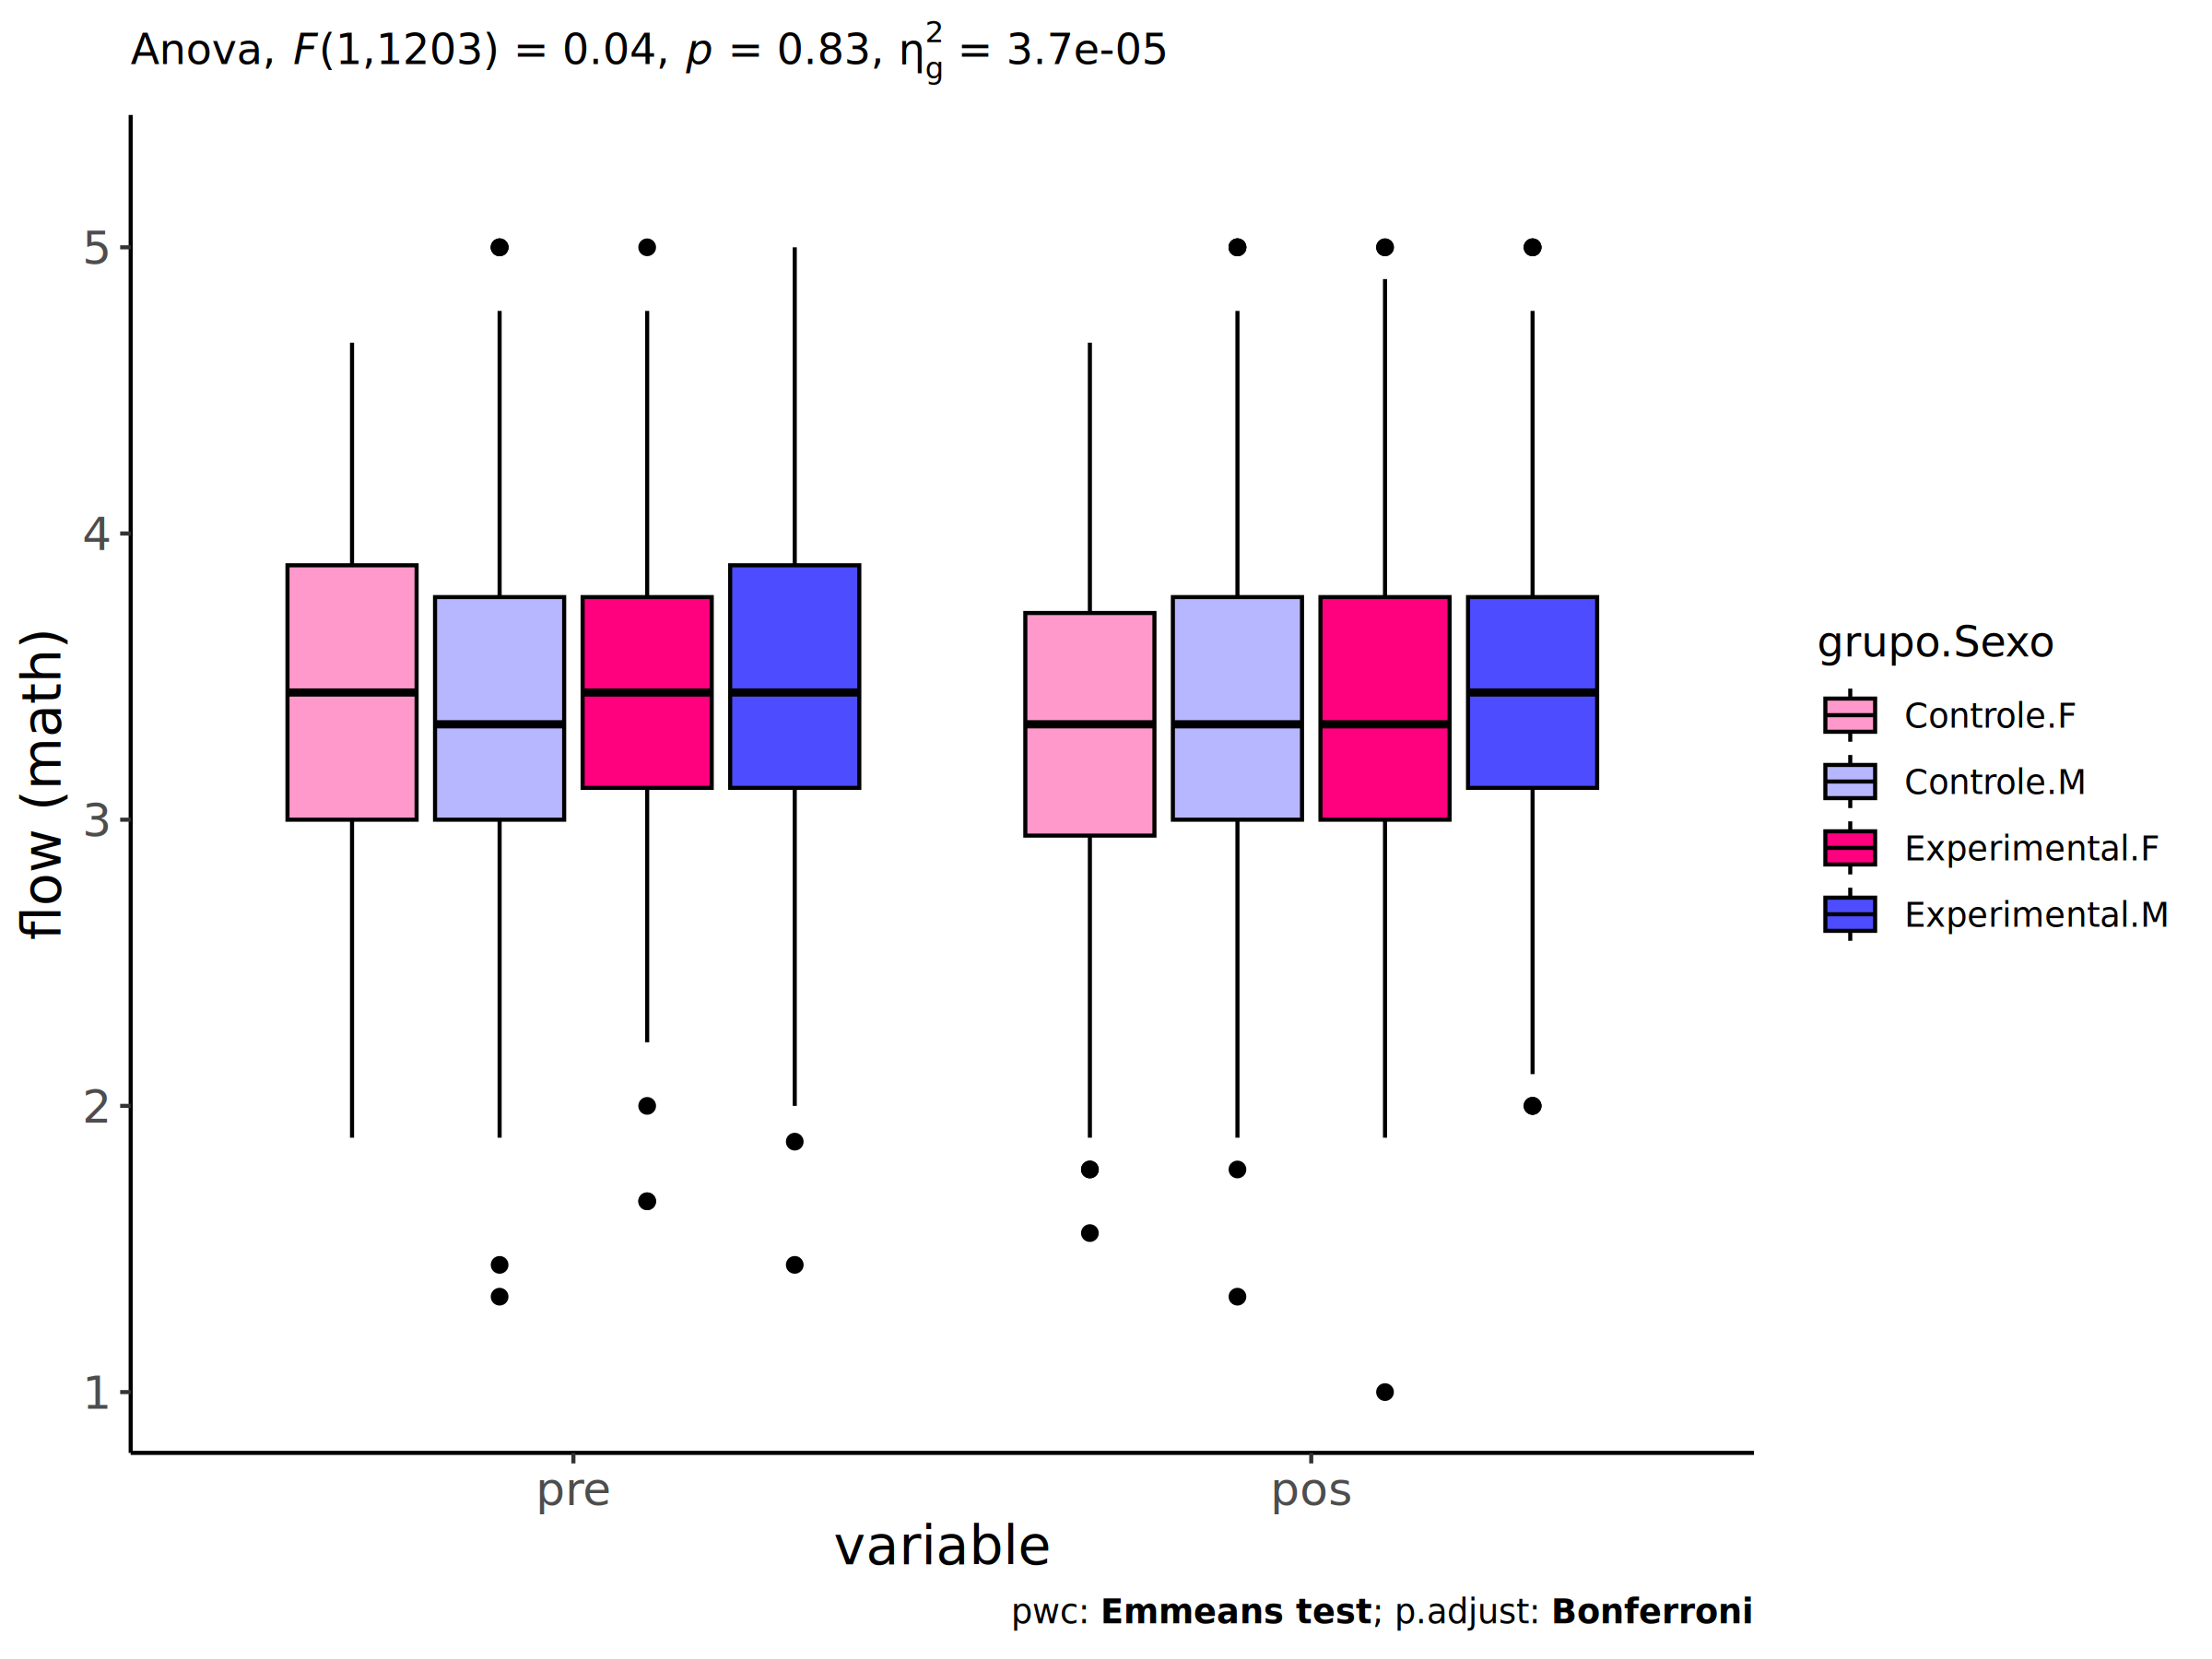 Anova, F(1,1203) = 0.04, p = 0.83, η²g = 3.7e-05
flow (math)
5
4
3
2
1
pre
pos
variable
grupo.Sexo
Controle.F
Controle.M
Experimental.F
Experimental.M
pwc: Emmeans test; p.adjust: Bonferroni